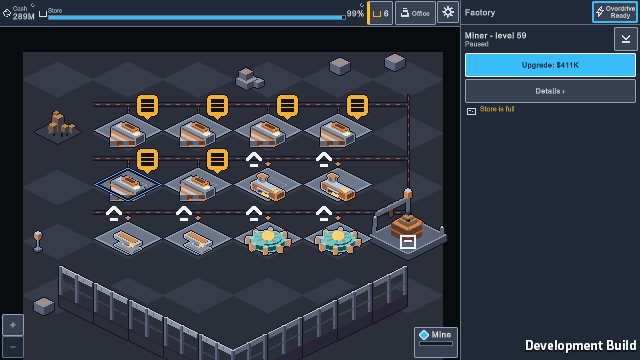 Cash
289M
Store
99%
6
Office
Factory
Overdrive
Ready
Miner - level 59
Paused
Upgrade: $411K
Details ›
Store is full
+
−
Mine
Development Build